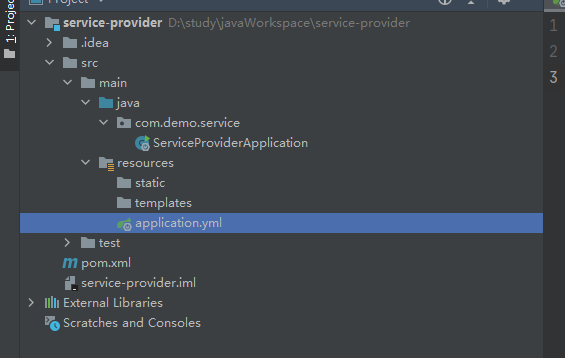 Project
1: Project
service-provider D:\study\javaWorkspace\service-provider
1
.idea
2
src
3
main
java
com.demo.service
ServiceProviderApplication
resources
static
templates
application.yml
test
pom.xml
service-provider.iml
External Libraries
Scratches and Consoles